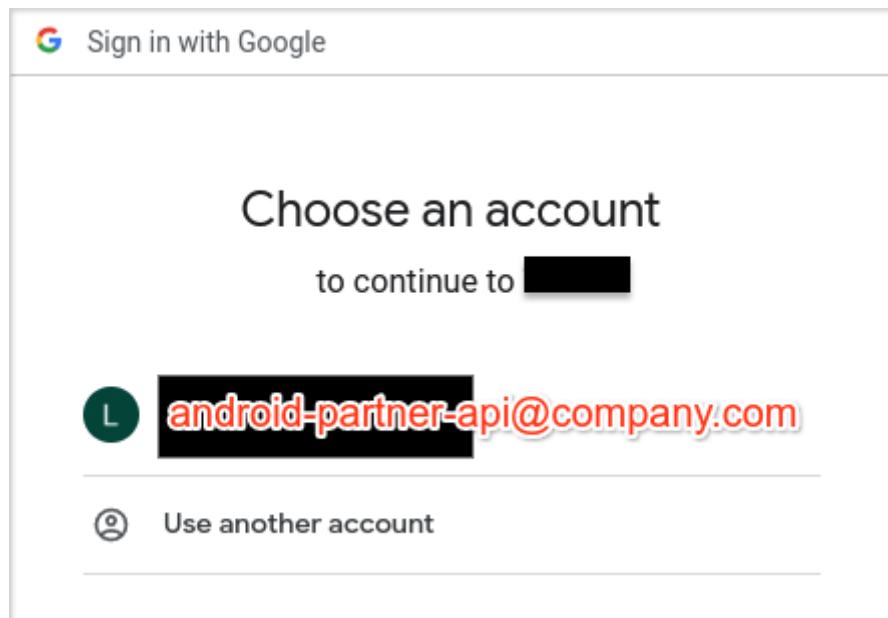 Sign in with Google
Choose an account
to continue to
L
android-partner-api@company.com
Use another account